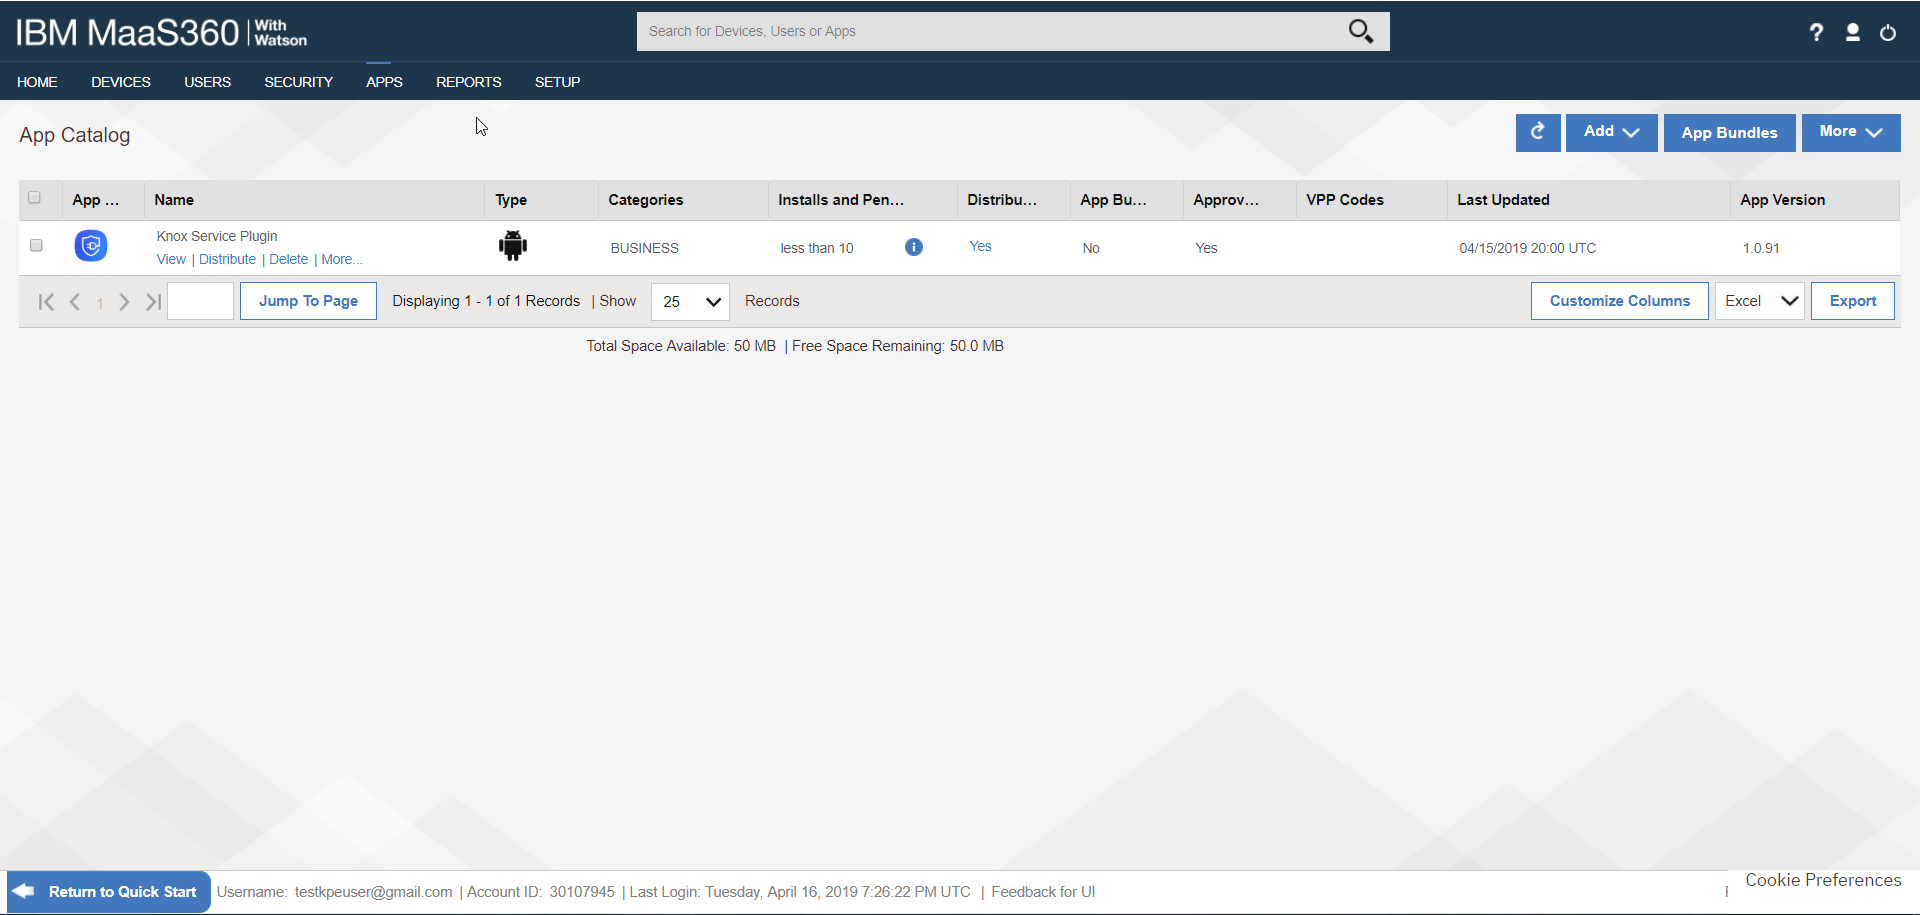 IBM MaaS360 | With Watson
Search for Devices, Users or Apps
?
HOME DEVICES USERS SECURITY APPS REPORTS SETUP
App Catalog
Add App Bundles More
App ... Name Type Categories Installs and Pen... Distribu... App Bu... Approv... VPP Codes Last Updated App Version
Knox Service Plugin
View | Distribute | Delete | More...
BUSINESS less than 10 i Yes No Yes 04/15/2019 20:00 UTC 1.0.91
1 Jump To Page Displaying 1 - 1 of 1 Records | Show 25 Records Customize Columns Excel Export
Total Space Available: 50 MB | Free Space Remaining: 50.0 MB
Return to Quick Start Username: testkpeuser@gmail.com | Account ID: 30107945 | Last Login: Tuesday, April 16, 2019 7:26:22 PM UTC | Feedback for UI
Cookie Preferences